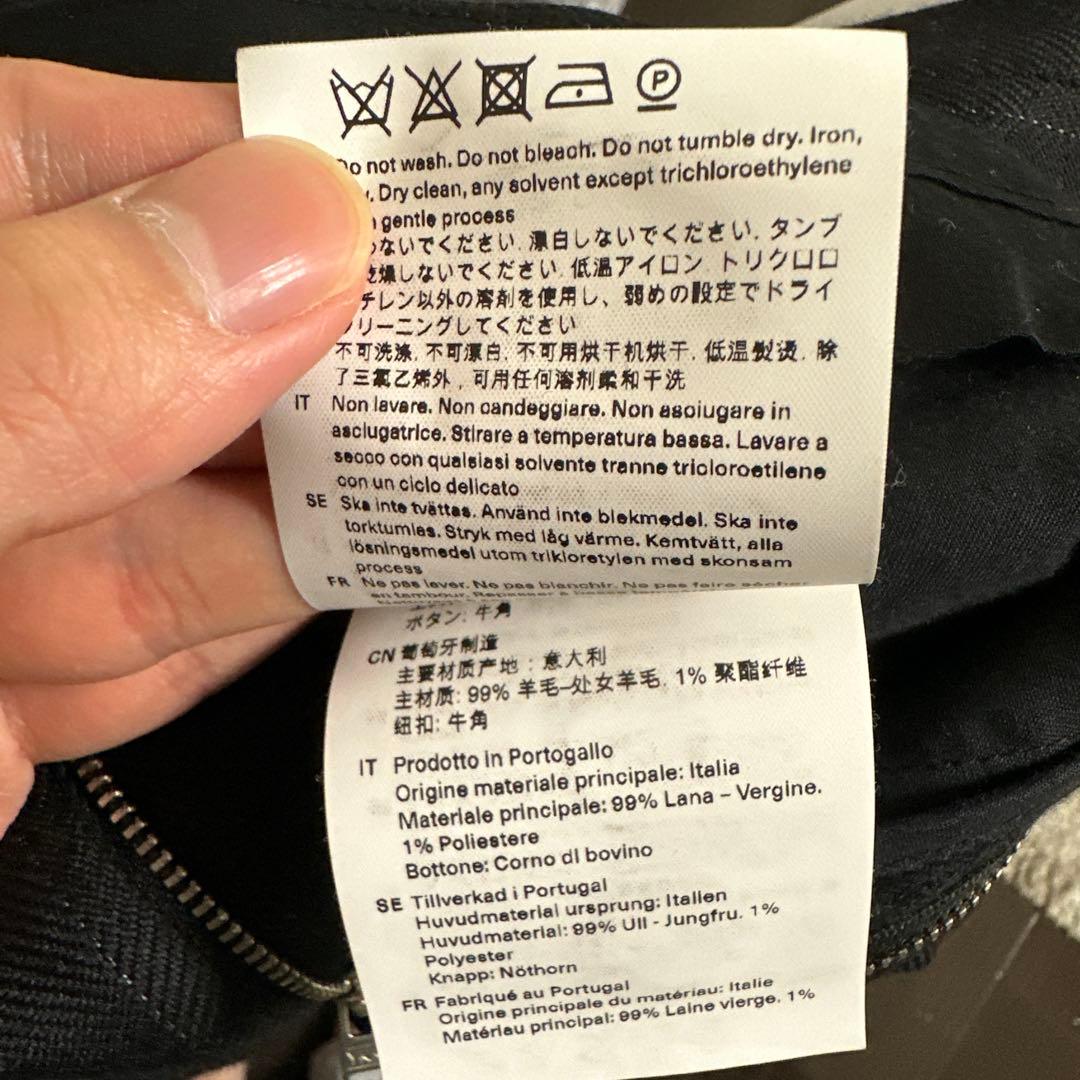 P
Do not wash. Do not bleach. Do not tumble dry. Iron,
Dry clean, any solvent except trichloroethylene
gentle process
ないでください. 漂白しないでください. タンブ
乾燥しないでください. 低温アイロン. トリクロロ
チレン以外の溶剤を使用し、弱めの設定でドライ
リーニングしてください
不可洗涤. 不可漂白. 不可用烘干机烘干. 低温熨烫. 除
了三氯乙烯外 , 可用任何溶剂柔和干洗
IT Non lavare. Non candeggiare. Non asciugare in
asciugatrice. Stirare a temperatura bassa. Lavare a
secco con qualsiasi solvente tranne tricloroetilene
con un ciclo delicato
SE Ska inte tvättas. Använd inte blekmedel. Ska inte
torktumlas. Stryk med låg värme. Kemtvätt, alla
lösningsmedel utom trikloretylen med skonsam
process
FR Ne pas laver. Ne pas blanchir. Ne pas faire sécher
en tambour. Repasser à basse
ボタン: 牛角
CN 葡萄牙制造
主要材质产地 : 意大利
主材质: 99% 羊毛–处女羊毛. 1% 聚酯纤维
纽扣: 牛角
IT Prodotto in Portogallo
Origine materiale principale: Italia
Materiale principale: 99% Lana – Vergine.
1% Poliestere
Bottone: Corno di bovino
SE Tillverkad i Portugal
Huvudmaterial ursprung: Italien
Huvudmaterial: 99% Ull - Jungfru. 1%
Polyester
Knapp: Nöthorn
FR Fabriqué au Portugal
Origine principale du matériau: Italie
Matériau principal: 99% Laine vierge. 1%